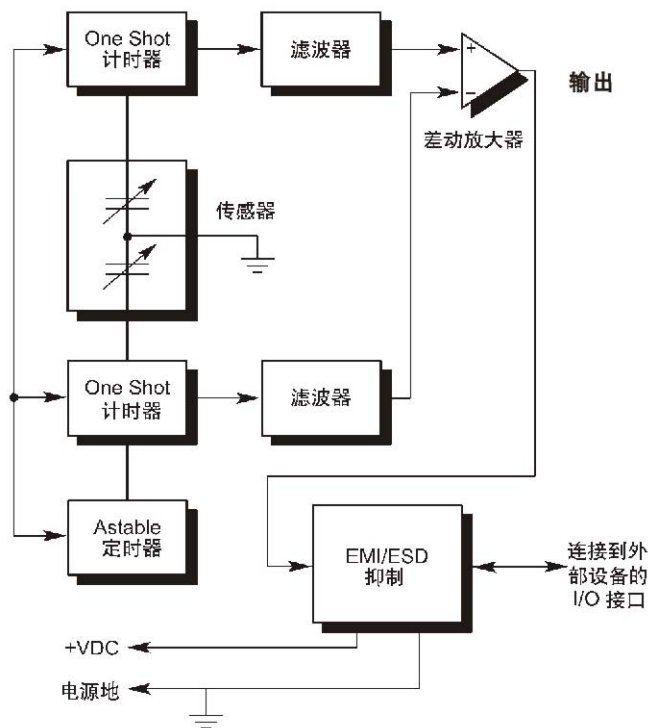 One Shot
计时器
滤波器
+
−
输出
差动放大器
传感器
One Shot
计时器
滤波器
Astable
定时器
EMI/ESD
抑制
连接到外
部设备的
I/O 接口
+VDC
电源地